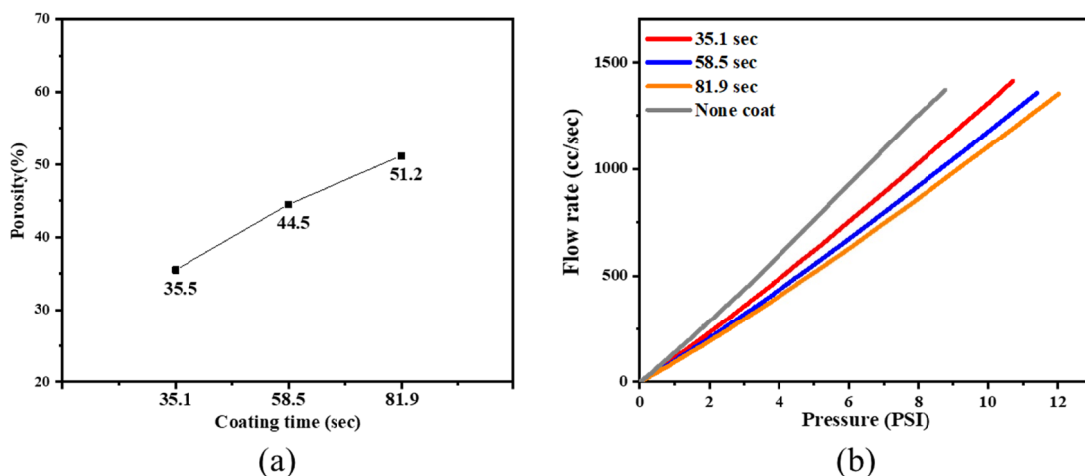 70
60
50
40
30
20
Porosity(%)
35.5
44.5
51.2
35.1
58.5
81.9
Coating time (sec)
(a)
35.1 sec
58.5 sec
81.9 sec
None coat
1500
1000
500
0
Flow rate (cc/sec)
0
2
4
6
8
10
12
Pressure (PSI)
(b)